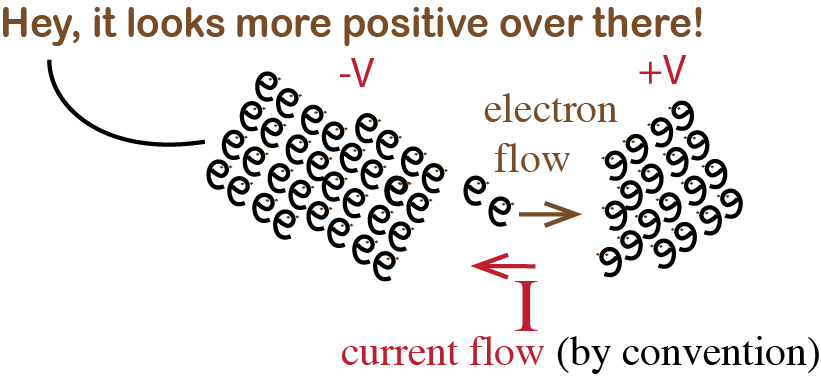 Hey, it looks more positive over there!
-V
+V
electron
flow
I
current flow (by convention)